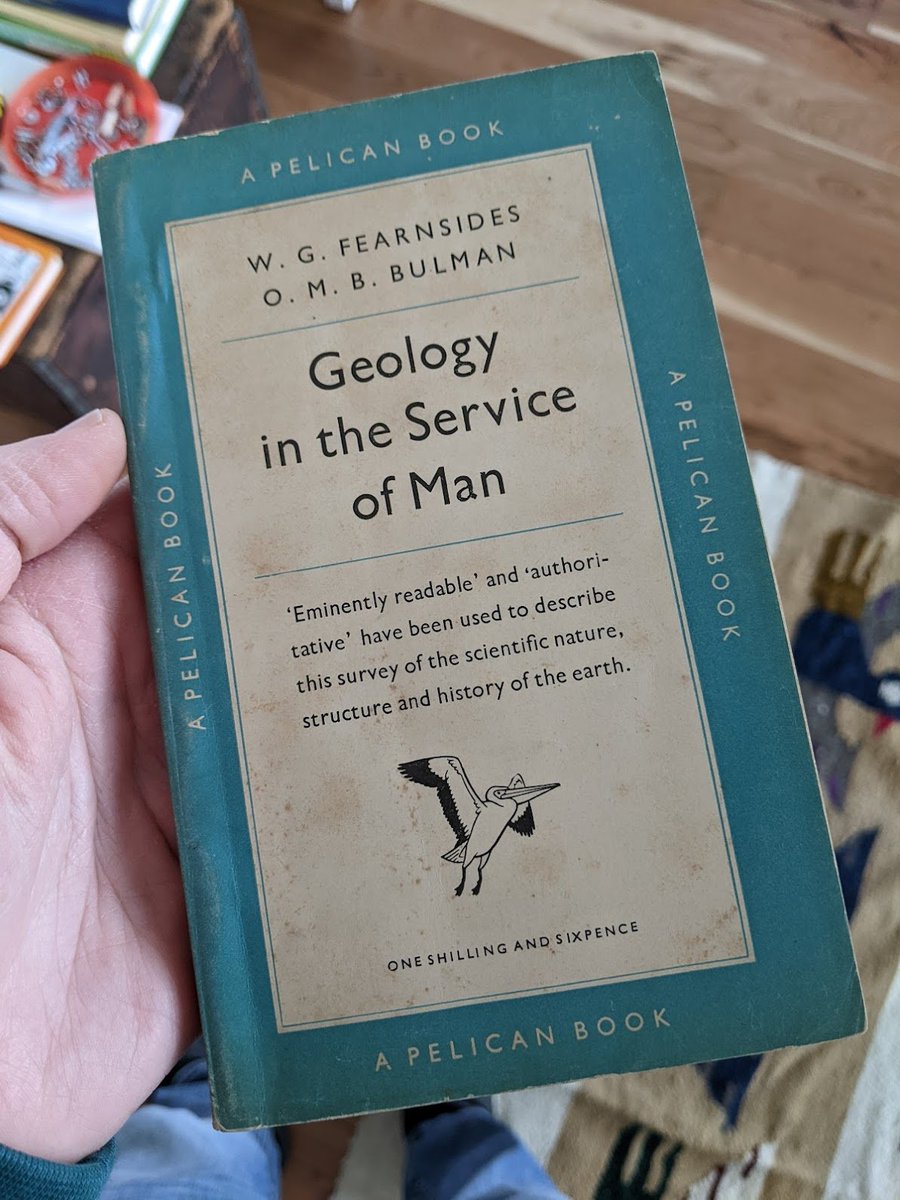 A PELICAN BOOK
W. G. FEARNSIDES
O. M. B. BULMAN
Geology
in the Service
of Man
‘Eminently readable’ and ‘authori-
tative’ have been used to describe
this survey of the scientific nature,
structure and history of the earth.
ONE SHILLING AND SIXPENCE
A PELICAN BOOK
A PELICAN BOOK
A PELICAN BOOK